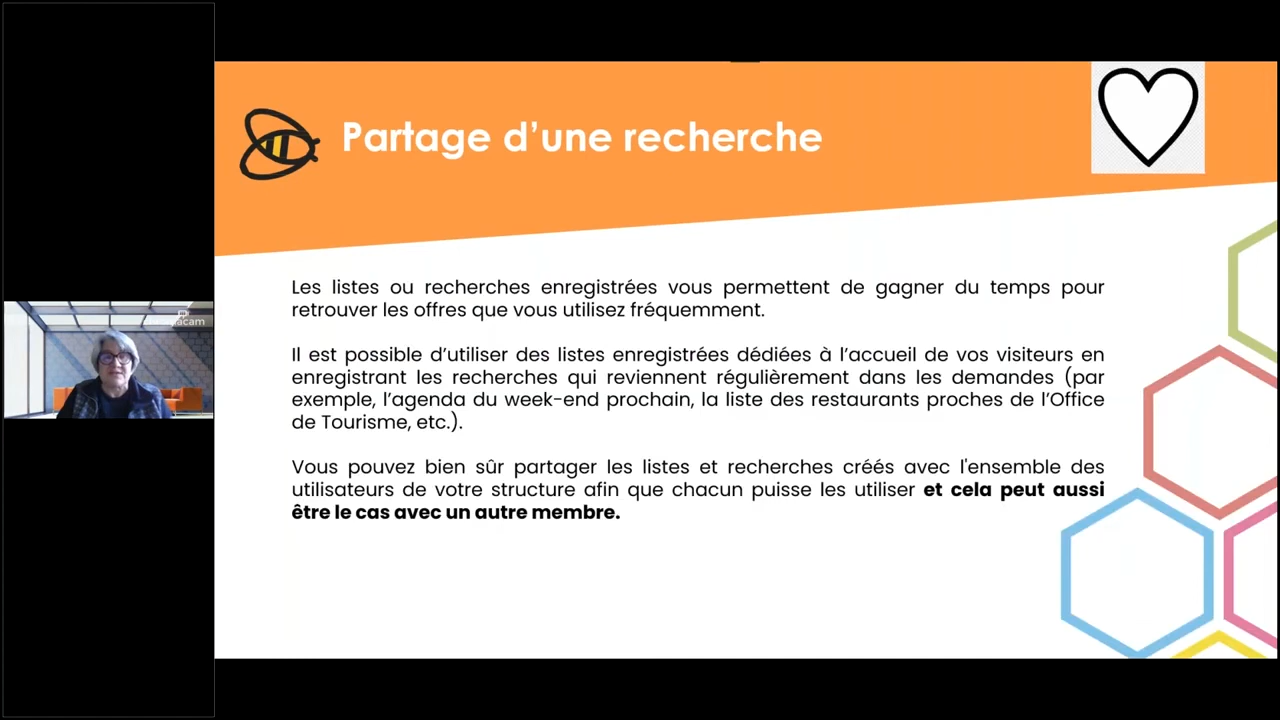 Partage d’une recherche
Les listes ou recherches enregistrées vous permettent de gagner du temps pour
retrouver les offres que vous utilisez fréquemment.
Il est possible d’utiliser des listes enregistrées dédiées à l’accueil de vos visiteurs en
enregistrant les recherches qui reviennent régulièrement dans les demandes (par
exemple, l’agenda du week-end prochain, la liste des restaurants proches de l’Office
de Tourisme, etc.).
Vous pouvez bien sûr partager les listes et recherches créés avec l'ensemble des
utilisateurs de votre structure afin que chacun puisse les utiliser et cela peut aussi
être le cas avec un autre membre.